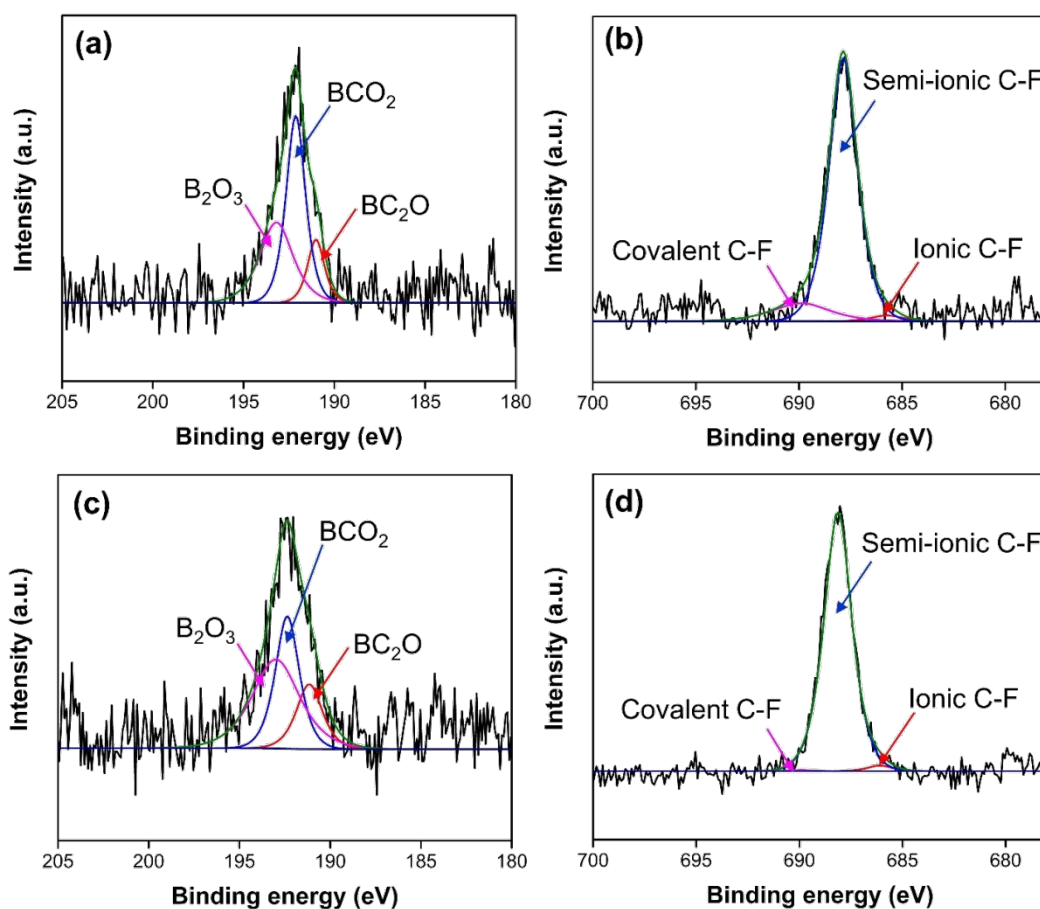 (a)
BCO₂
B₂O₃
BC₂O
Intensity (a.u.)
205 200 195 190 185 180
Binding energy (eV)
(b)
Semi-ionic C-F
Covalent C-F
Ionic C-F
Intensity (a.u.)
700 695 690 685 680
Binding energy (eV)
(c)
BCO₂
B₂O₃
BC₂O
Intensity (a.u.)
205 200 195 190 185 180
Binding energy (eV)
(d)
Semi-ionic C-F
Covalent C-F
Ionic C-F
Intensity (a.u.)
700 695 690 685 680
Binding energy (eV)